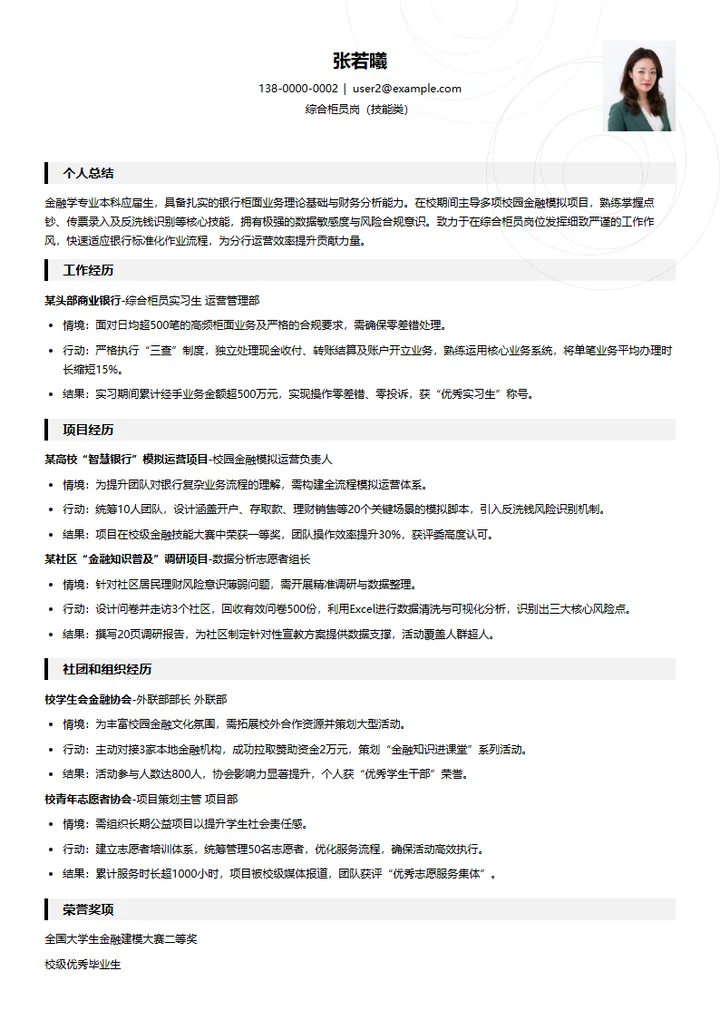 张若曦
138-0000-0002 | user2@example.com
综合柜员岗（技能类）
个人总结
金融学专业本科应届生，具备扎实的银行柜面业务理论基础与财务分析能力。在校期间主导多项校园金融模拟项目，熟练掌握点
钞、传票录入及反洗钱识别等核心技能，拥有极强的数据敏感度与风险合规意识。致力于在综合柜员岗位发挥细致严谨的工作作
风，快速适应银行标准化作业流程，为分行运营效率提升贡献力量。
工作经历
某头部商业银行-综合柜员实习生 运营管理部
• 情境：面对日均超500笔的高频柜面业务及严格的合规要求，需确保零差错处理。
• 行动：严格执行“三查”制度，独立处理现金收付、转账结算及账户开立业务，熟练运用核心业务系统，将单笔业务平均办理时
长缩短15%。
• 结果：实习期间累计经手业务金额超500万元，实现操作零差错、零投诉，获“优秀实习生”称号。
项目经历
某高校“智慧银行”模拟运营项目-校园金融模拟运营负责人
• 情境：为提升团队对银行复杂业务流程的理解，需构建全流程模拟运营体系。
• 行动：统筹10人团队，设计涵盖开户、存取款、理财销售等20个关键场景的模拟脚本，引入反洗钱风险识别机制。
• 结果：项目在校级金融技能大赛中荣获一等奖，团队操作效率提升30%，获评委高度认可。
某社区“金融知识普及”调研项目-数据分析志愿者组长
• 情境：针对社区居民理财风险意识薄弱问题，需开展精准调研与数据整理。
• 行动：设计问卷并走访3个社区，回收有效问卷500份，利用Excel进行数据清洗与可视化分析，识别出三大核心风险点。
• 结果：撰写20页调研报告，为社区制定针对性宣教方案提供数据支撑，活动覆盖人群超人。
社团和组织经历
校学生会金融协会-外联部部长 外联部
• 情境：为丰富校园金融文化氛围，需拓展校外合作资源并策划大型活动。
• 行动：主动对接3家本地金融机构，成功拉取赞助资金2万元，策划“金融知识进课堂”系列活动。
• 结果：活动参与人数达800人，协会影响力显著提升，个人获“优秀学生干部”荣誉。
校青年志愿者协会-项目策划主管 项目部
• 情境：需组织长期公益项目以提升学生社会责任感。
• 行动：建立志愿者培训体系，统筹管理50名志愿者，优化服务流程，确保活动高效执行。
• 结果：累计服务时长超1000小时，项目被校级媒体报道，团队获评“优秀志愿服务集体”。
荣誉奖项
全国大学生金融建模大赛二等奖
校级优秀毕业生